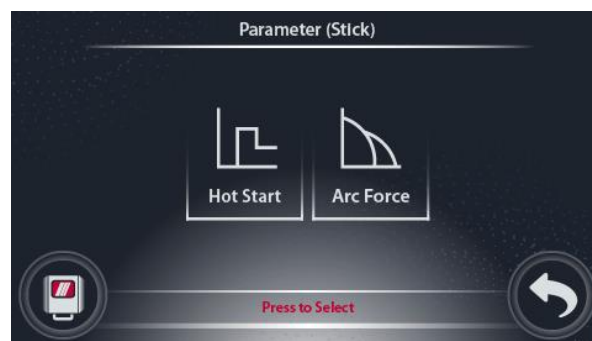 Parameter (Stick)
Hot Start
Arc Force
Press to Select